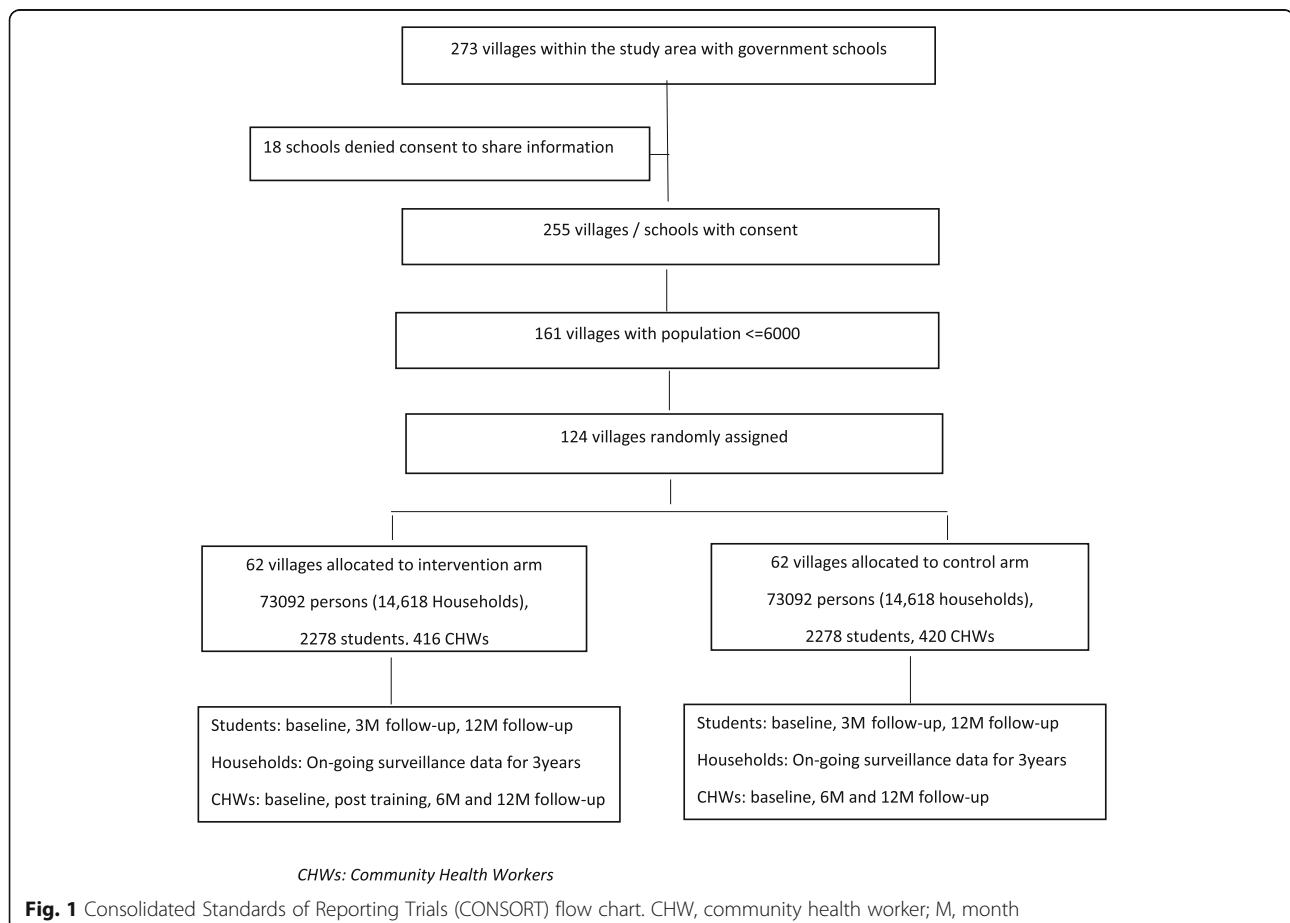 273 villages within the study area with government schools
18 schools denied consent to share information
255 villages / schools with consent
161 villages with population <=6000
124 villages randomly assigned
62 villages allocated to intervention arm
73092 persons (14,618 Households),
2278 students. 416 CHWs
62 villages allocated to control arm
73092 persons (14,618 households),
2278 students, 420 CHWs
Students: baseline, 3M follow-up, 12M follow-up
Households: On-going surveillance data for 3years
CHWs: baseline, post training, 6M and 12M follow-up
Students: baseline, 3M follow-up, 12M follow-up
Households: On-going surveillance data for 3years
CHWs: baseline, 6M and 12M follow-up
CHWs: Community Health Workers
Fig. 1 Consolidated Standards of Reporting Trials (CONSORT) flow chart. CHW, community health worker; M, month